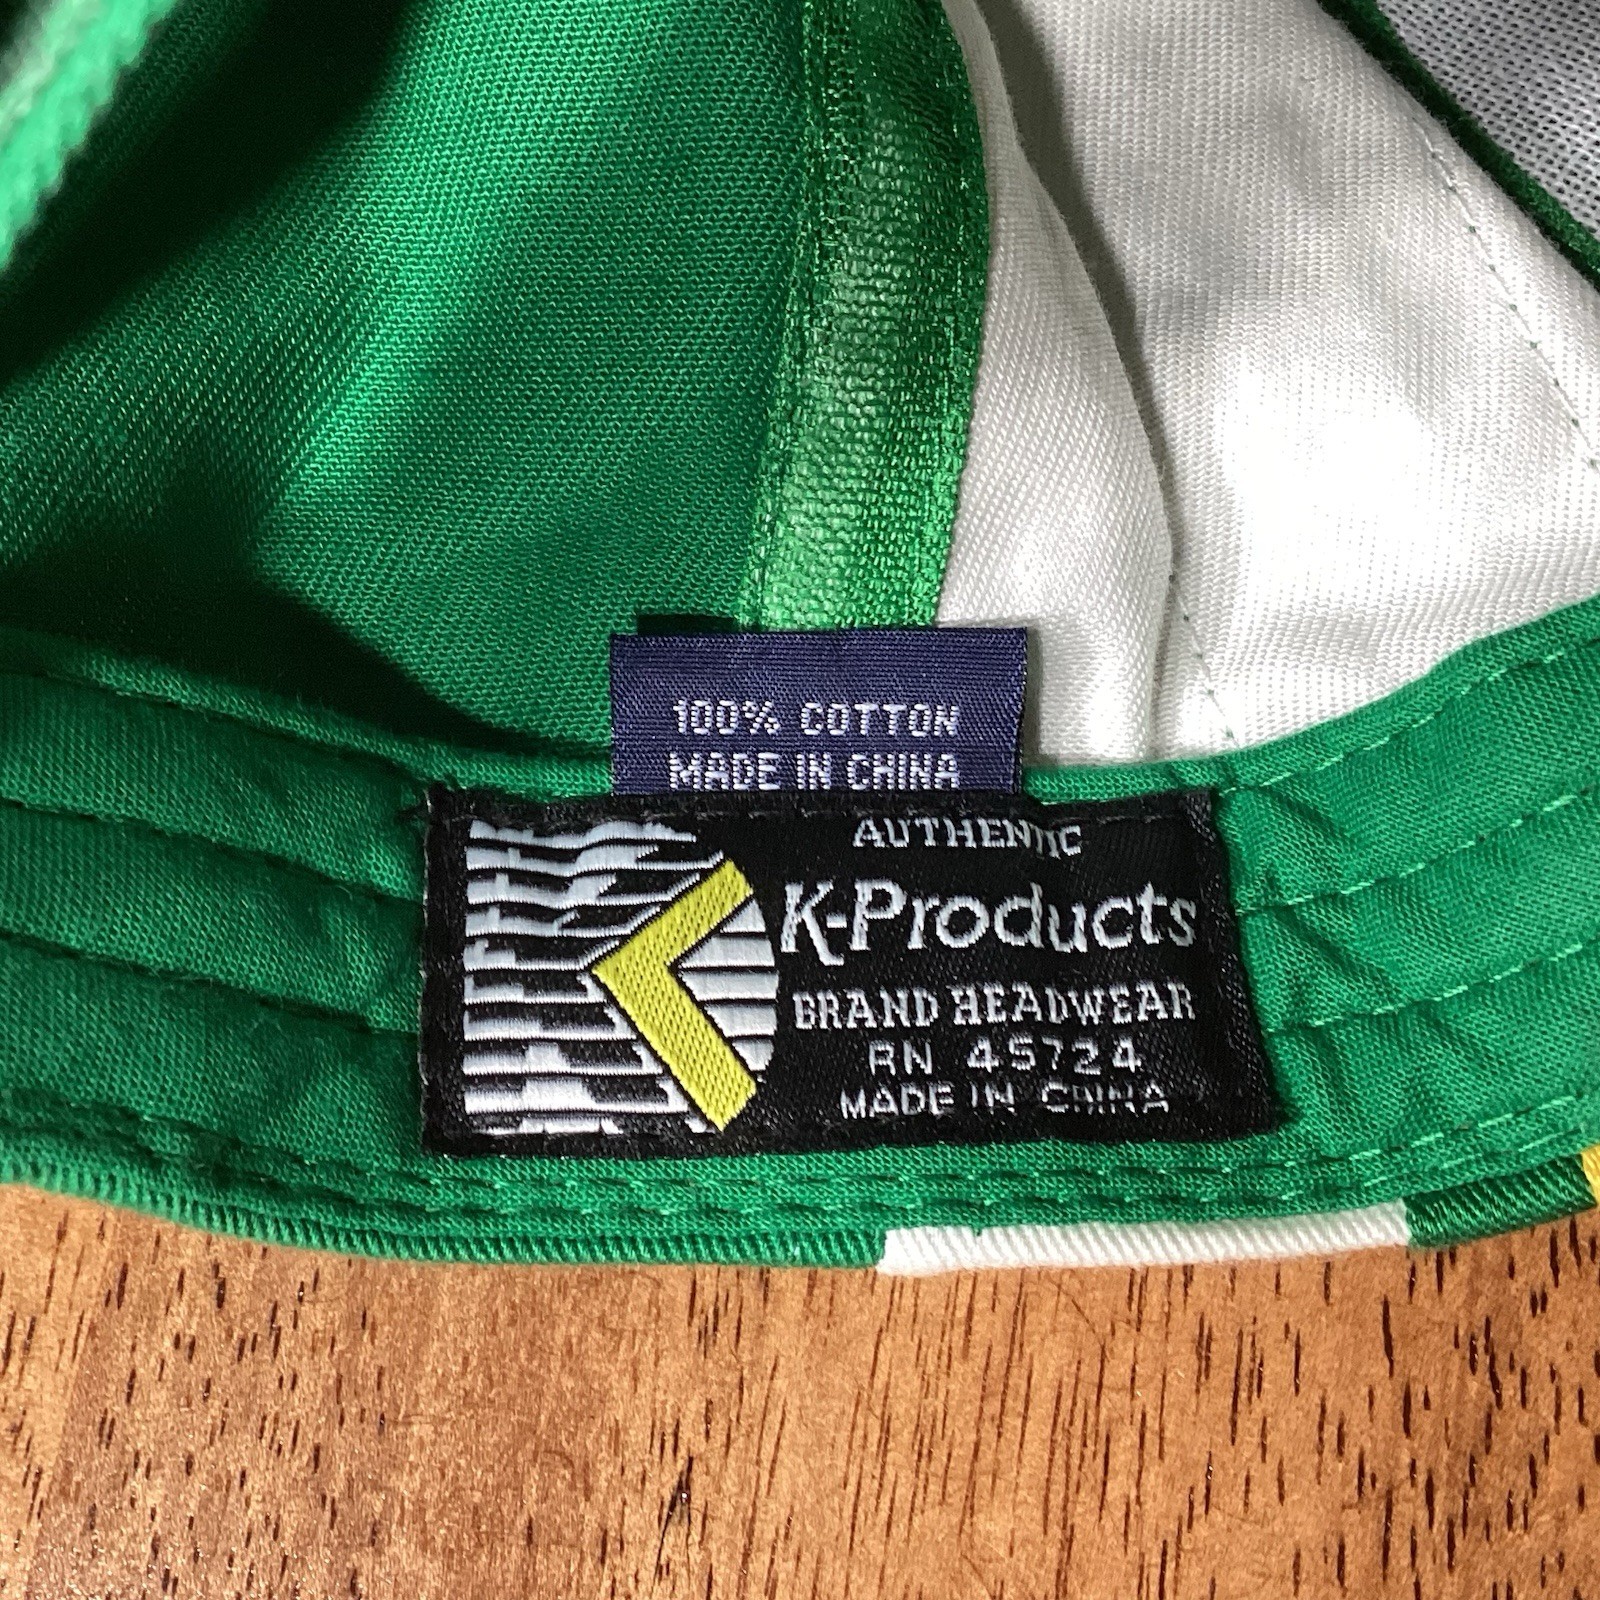 100% COTTON
MADE IN CHINA
AUTHENTIC
K-Products
BRAND HEADWEAR
RN 45724
MADE IN CHINA